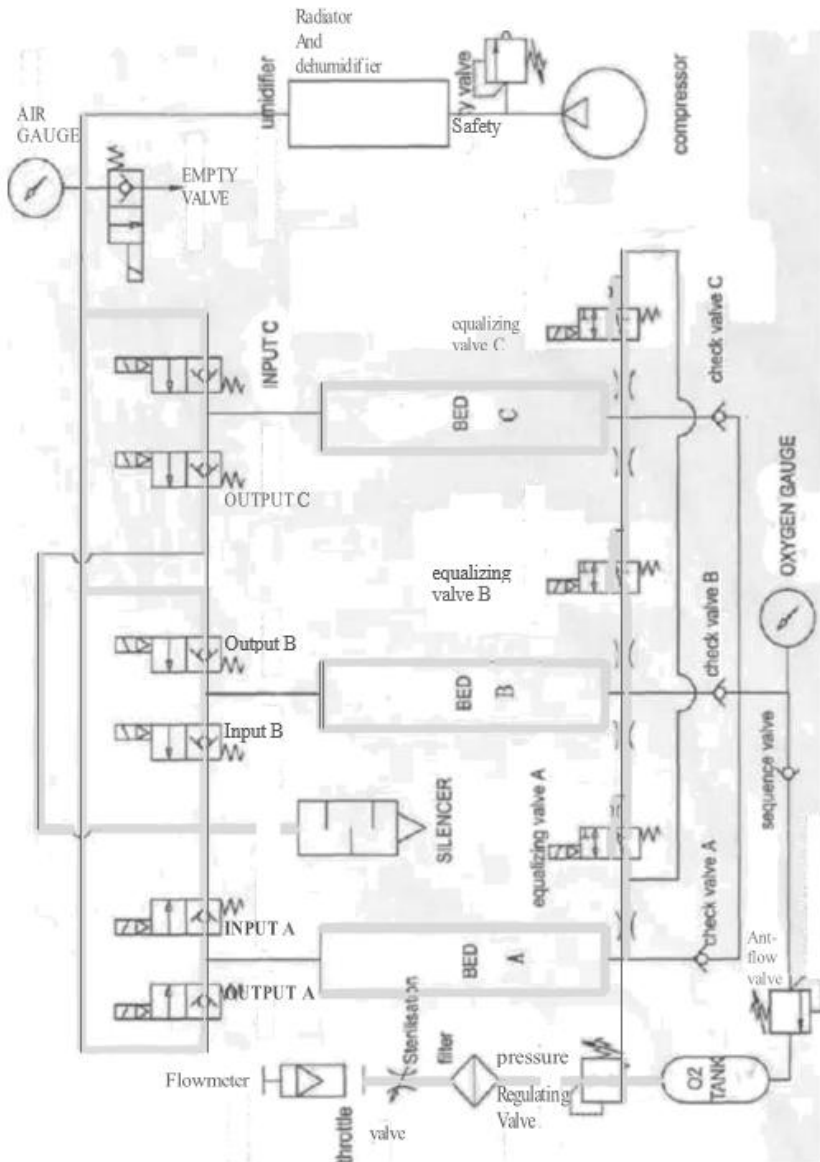 Radiator
And
dehumidifier
umidifier
ty valve
Safety
compressor
AIR
GAUGE
EMPTY
VALVE
INPUT C
OUTPUT C
equalizing
valve C
BED
C
check valve C
OXYGEN GAUGE
equalizing
valve B
Output B
Input B
BED
B
check valve B
sequence valve
SILENCER
equalizing valve A
INPUT A
OUTPUT A
BED
A
check valve A
Ant-
flow
valve
Flowmeter
throttle
valve
Sterilisation
filter
pressure
Regulating
Valve
O2
TANK